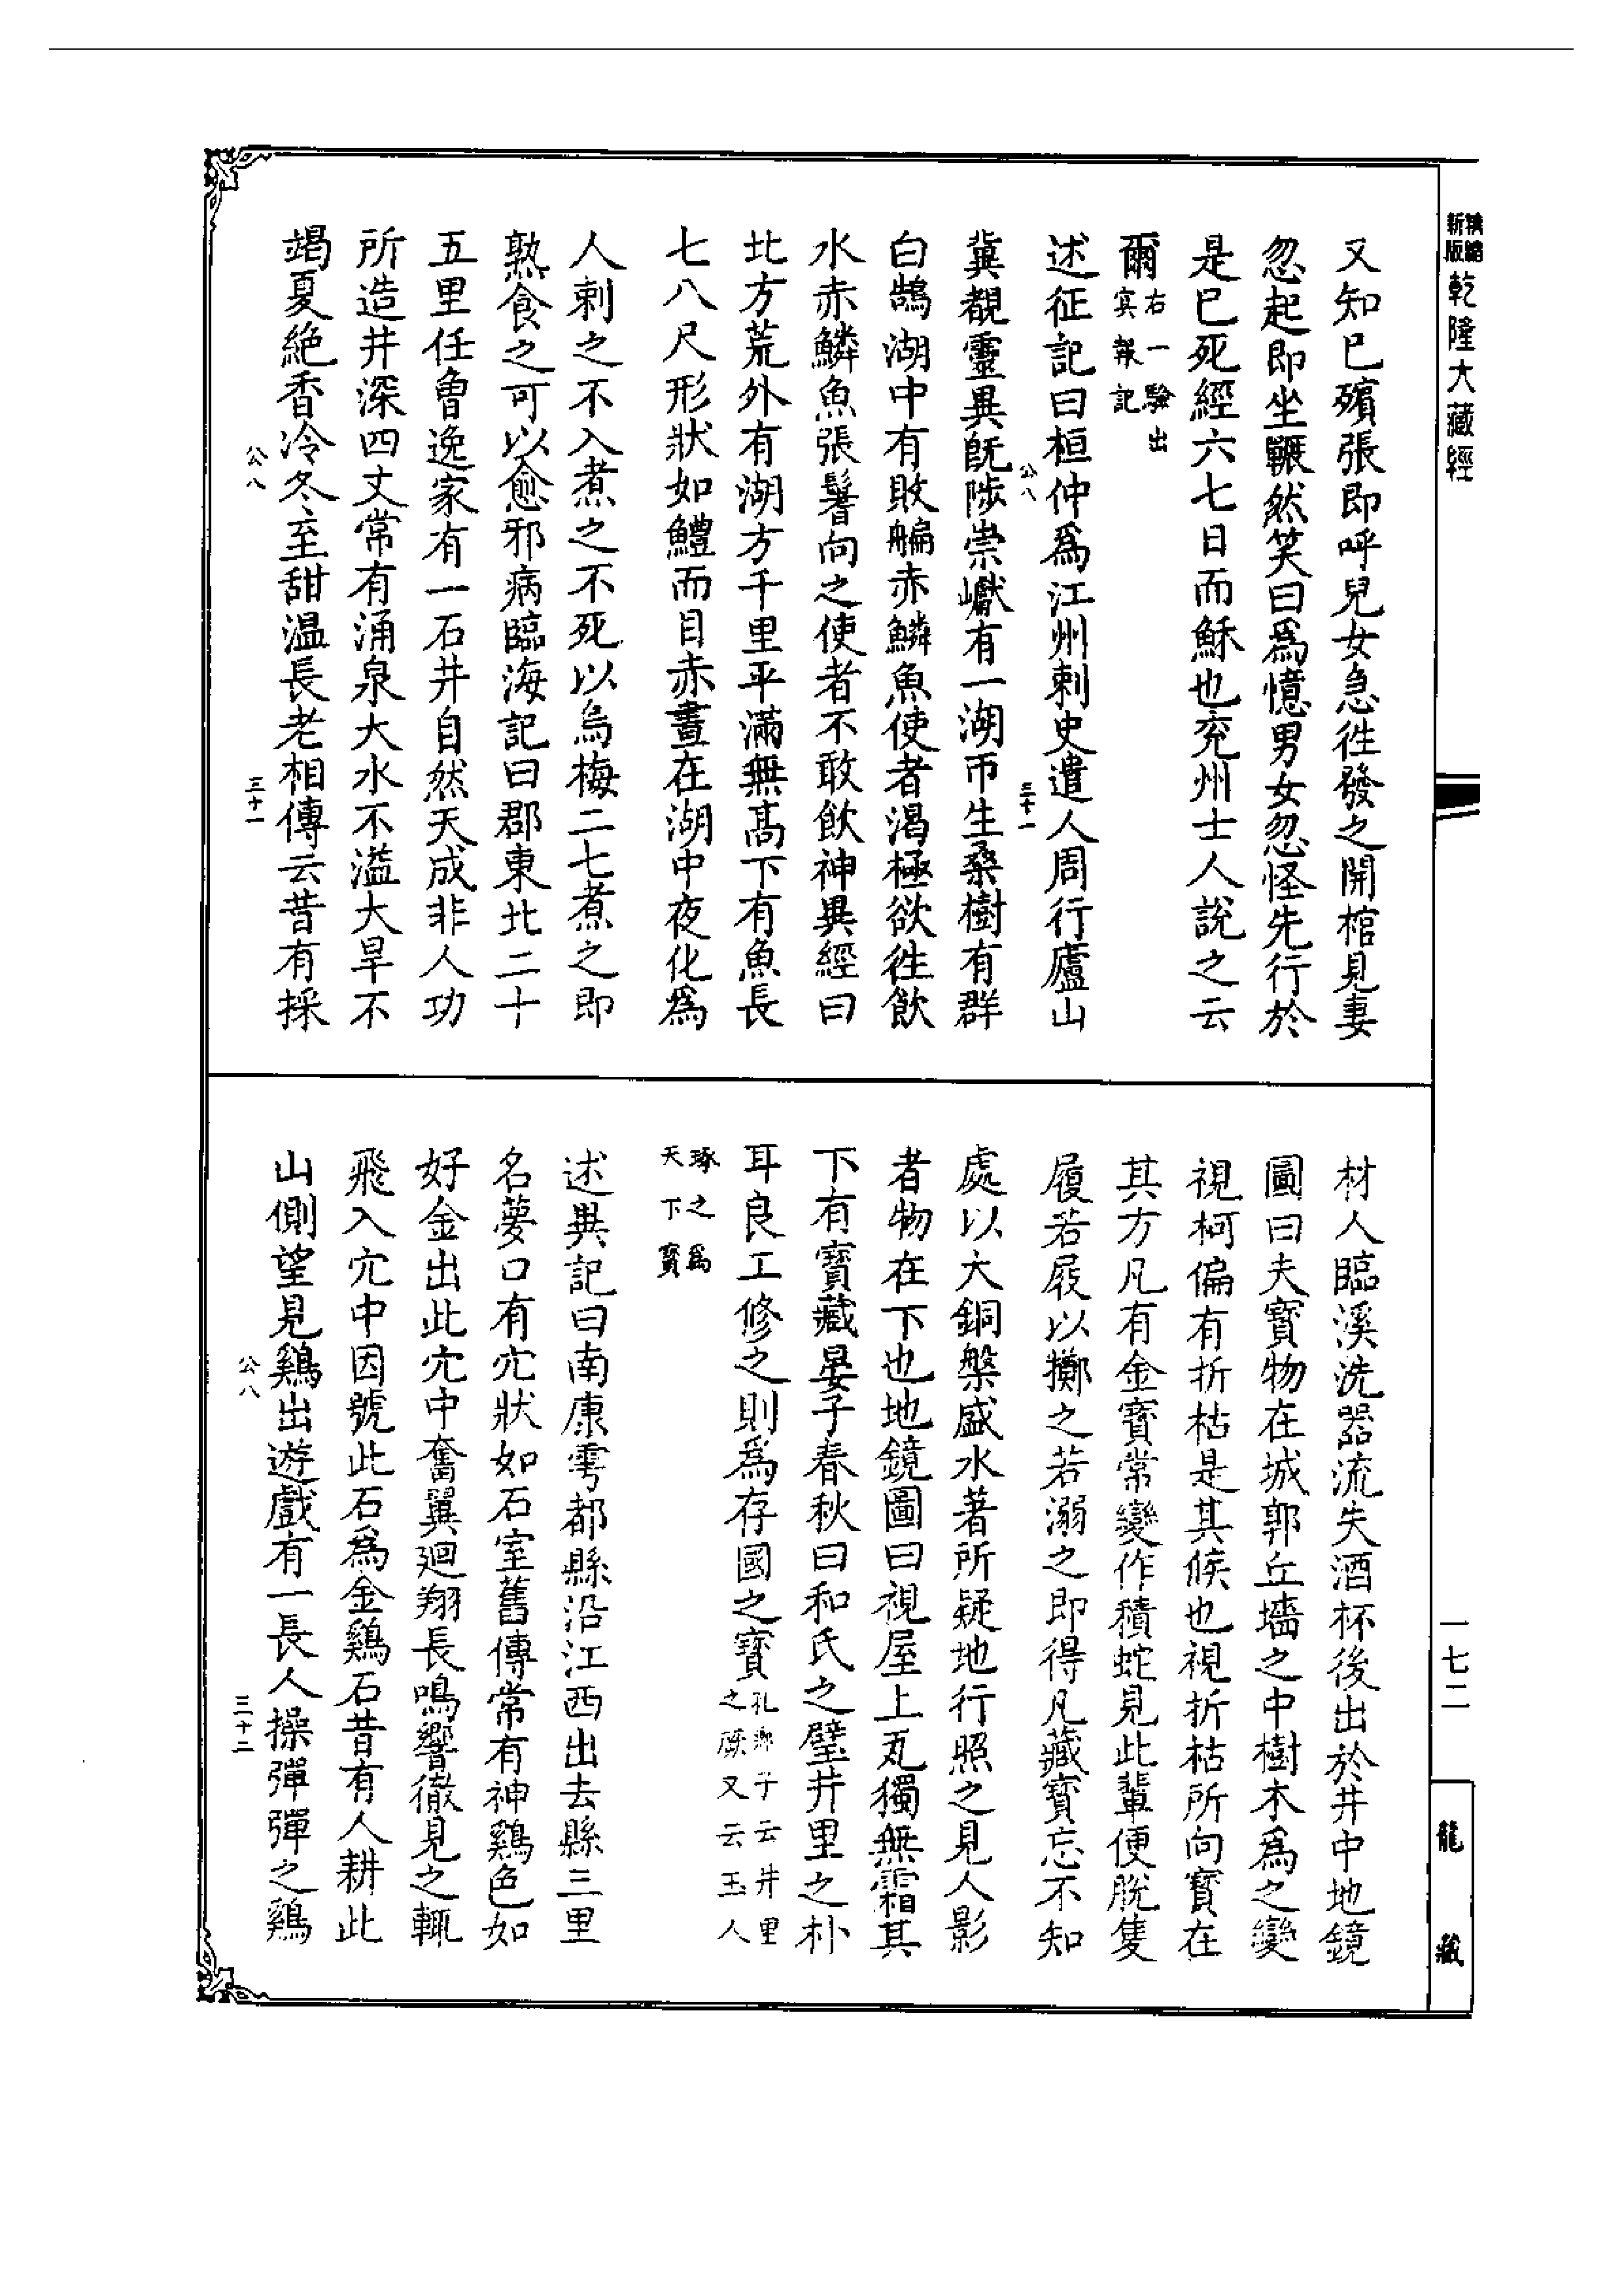 新版精縮乾隆大藏經
又知已殯張即呼兒女急往發之開棺見妻
忽起即坐囅然笑曰爲憶男女忽怪先行於
是已死經六七日而穌也兖州士人說之云
爾右一驗出冥報記
述征記曰桓仲爲江州刺史遣人周行廬山
公八 三十一
冀覩靈異旣陟崇巘有一湖帀生桑樹有群
白鵠湖中有敗艑赤鱗魚使者渴極欲往飲
水赤鱗魚張鬐向之使者不敢飲神異經曰
北方荒外有湖方千里平滿無髙下有魚長
七八尺形狀如鱧而目赤晝在湖中夜化爲
人刺之不入煮之不死以烏梅二七煮之即
熟食之可以愈邪病臨海記曰郡東北二十
五里任曾逸家有一石井自然天成非人功
所造井深四丈常有涌泉大水不溢大旱不
竭夏絶香冷冬至甜温長老相傳云昔有採
公八 三十一
材人臨溪洗器流失酒杯後出於井中地鏡
圖曰夫寳物在城郭丘墻之中樹木爲之變
視柯偏有折枯是其候也視折枯所向寳在
其方凡有金寳常變作積蛇見此輩便脫隻
履若屐以擲之若溺之即得凡藏寳忘不知
處以大銅槃盛水著所疑地行照之見人影
者物在下也地鏡圖曰視屋上瓦獨無霜其
下有寳藏晏子春秋曰和氏之璧井里之朴
耳良工修之則爲存國之寳孔鄉子云井里之厥又云玉人
琢之爲天下寳
述異記曰南康雩都縣沿江西出去縣三里
名夢口有穴狀如石室舊傳常有神鷄色如
好金出此穴中奮翼廻翔長鳴響徹見之輒
飛入穴中因號此石爲金鷄石昔有人耕此
山側望見鷄出遊戲有一長人操彈彈之鷄
公八 三十二
一七二
龍藏